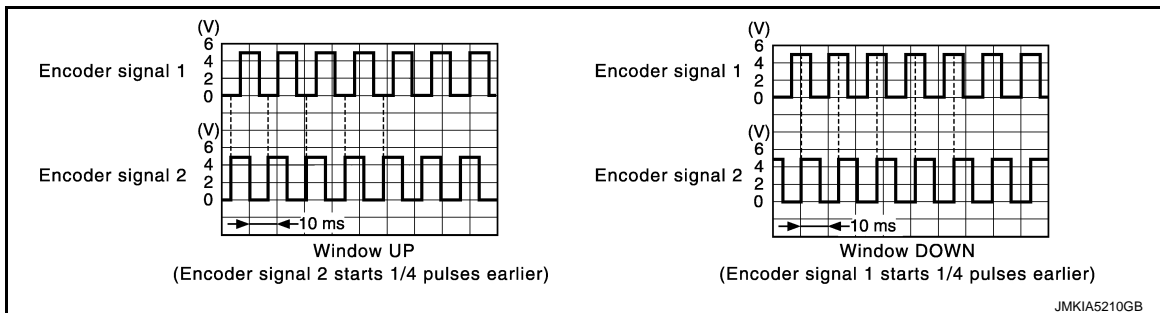 (V)
6
4
2
0
Encoder signal 1
(V)
6
4
2
0
Encoder signal 2
10 ms
Window UP
(Encoder signal 2 starts 1/4 pulses earlier)
(V)
6
4
2
0
Encoder signal 1
(V)
6
4
2
0
Encoder signal 2
10 ms
Window DOWN
(Encoder signal 1 starts 1/4 pulses earlier)
JMKIA5210GB